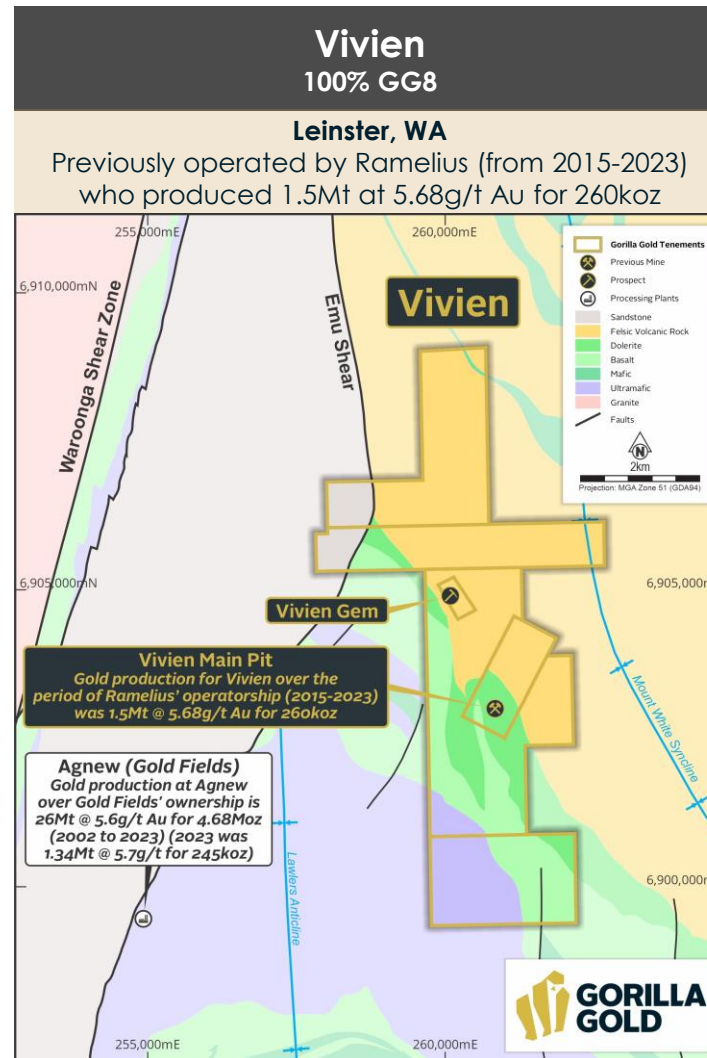 Vivien
100% GG8
Leinster, WA
Previously operated by Ramelius (from 2015-2023)
who produced 1.5Mt at 5.68g/t Au for 260koz
255,000mE
260,000mE
6,910,000mN
Waroonga Shear Zone
Emu Shear
Vivien
Gorilla Gold Tenements
Previous Mine
Prospect
Processing Plants
Sandstone
Felsic Volcanic Rock
Dolerite
Basalt
Mafic
Ultramafic
Granite
Faults
N
2km
Projection: MGA Zone 51 (GDA94)
6,905,000mN
6,905,000m
Vivien Gem
Vivien Main Pit
Gold production for Vivien over the
period of Ramelius' operatorship (2015-2023)
was 1.5Mt @ 5.68g/t Au for 260koz
Mount White Syncline
Agnew (Gold Fields)
Gold production at Agnew
over Gold Fields' ownership is
26Mt @ 5.6g/t Au for 4.68Moz
(2002 to 2023) (2023 was
1.34Mt @ 5.7g/t for 245koz)
Lawlers Anticline
6,900,000m
GORILLA
GOLD
255,000mE
260,000mE